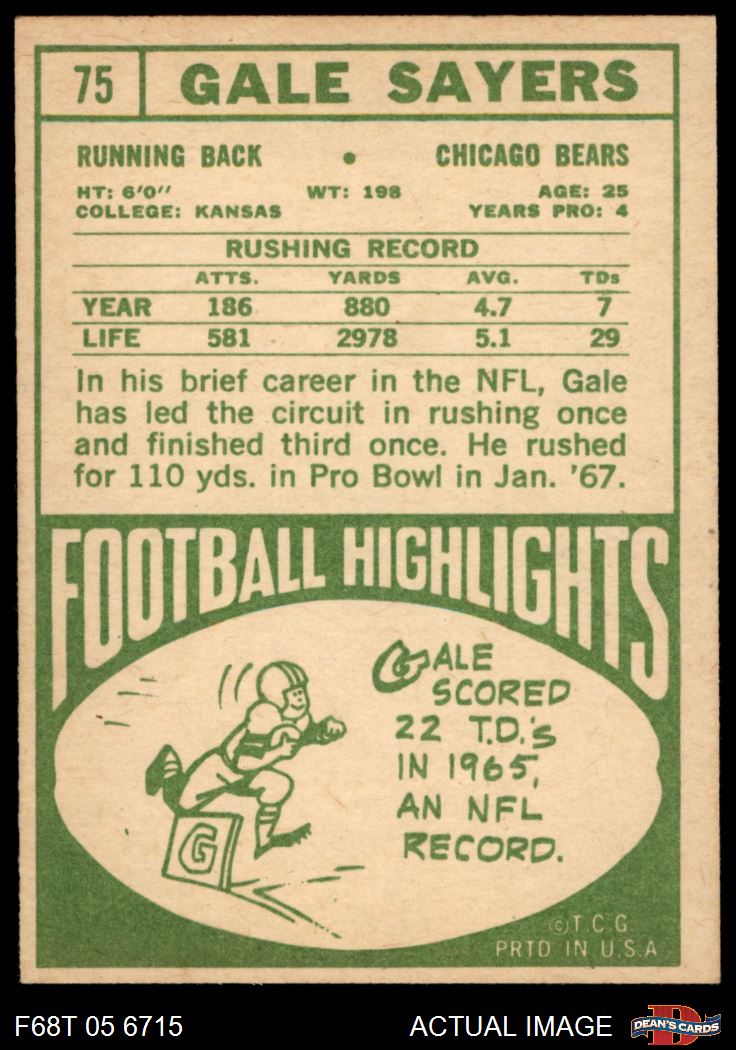 75 GALE SAYERS
RUNNING BACK • CHICAGO BEARS
HT: 6'0" WT: 198 AGE: 25
COLLEGE: KANSAS YEARS PRO: 4
RUSHING RECORD
ATTS. YARDS AVG. TDs
YEAR 186 880 4.7 7
LIFE 581 2978 5.1 29
In his brief career in the NFL, Gale
has led the circuit in rushing once
and finished third once. He rushed
for 110 yds. in Pro Bowl in Jan. '67.
FOOTBALL HIGHLIGHTS
GALE
SCORED
22 T.D.'s
IN 1965,
AN NFL
RECORD.
G
©T.C.G.
PRTD IN U.S.A
F68T 05 6715 ACTUAL IMAGE D DEAN'S CARDS